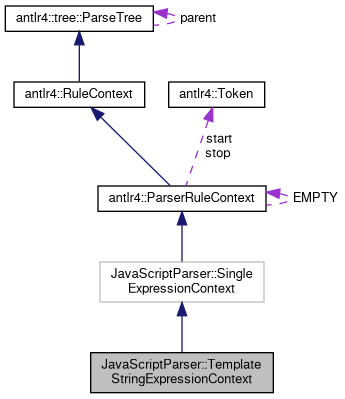 antlr4::tree::ParseTree
parent
antlr4::RuleContext
antlr4::Token
start
stop
antlr4::ParserRuleContext
EMPTY
JavaScriptParser::Single
ExpressionContext
JavaScriptParser::Template
StringExpressionContext